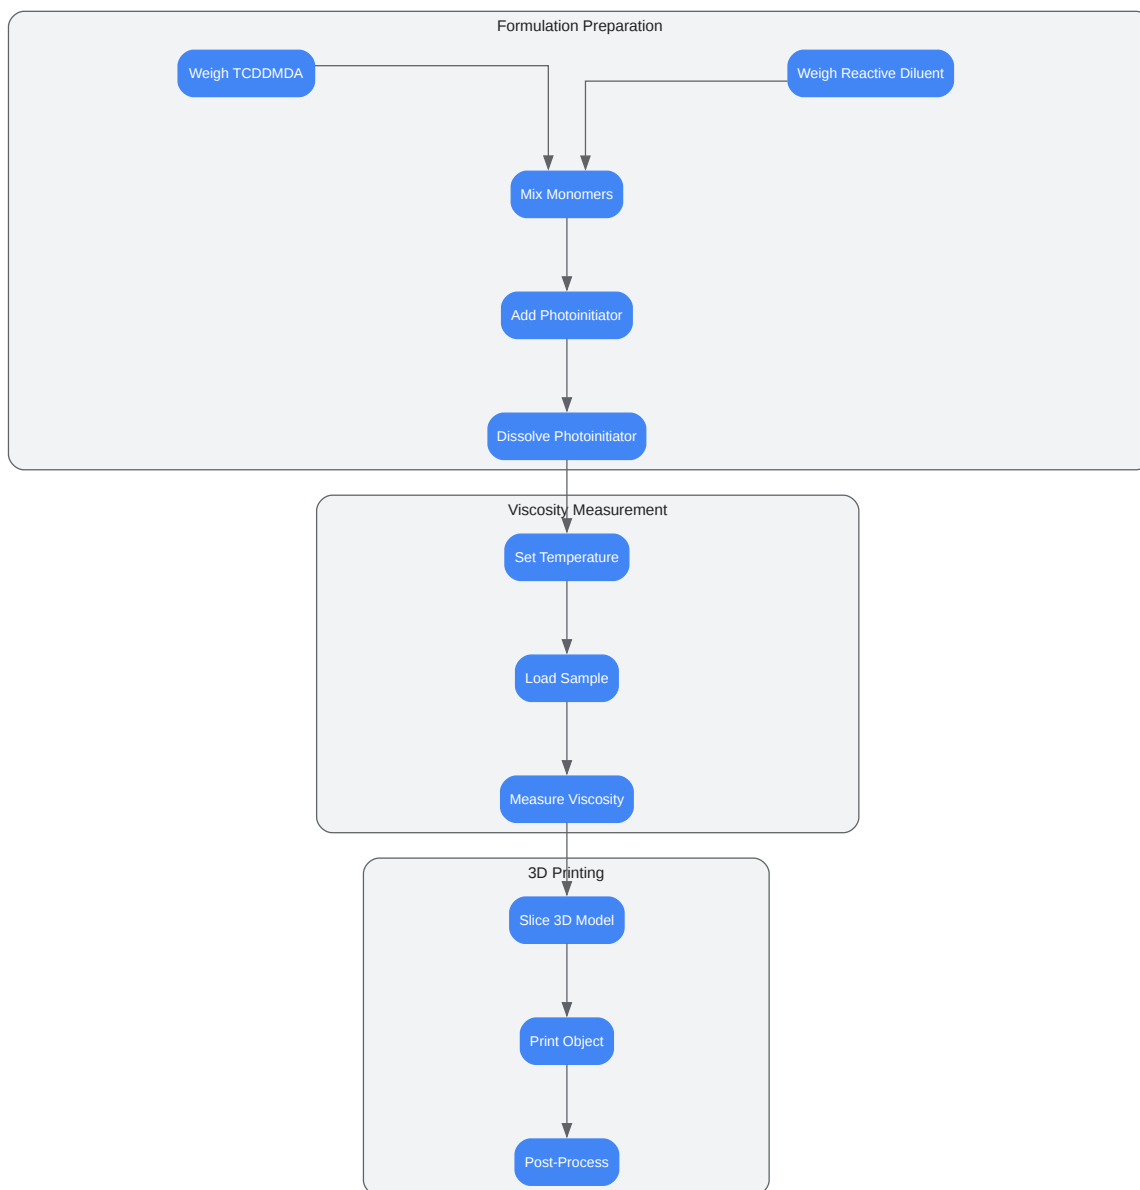 Formulation Preparation
Weigh TCDDMDA
Weigh Reactive Diluent
Mix Monomers
Add Photoinitiator
Dissolve Photoinitiator
Viscosity Measurement
Set Temperature
Load Sample
Measure Viscosity
3D Printing
Slice 3D Model
Print Object
Post-Process